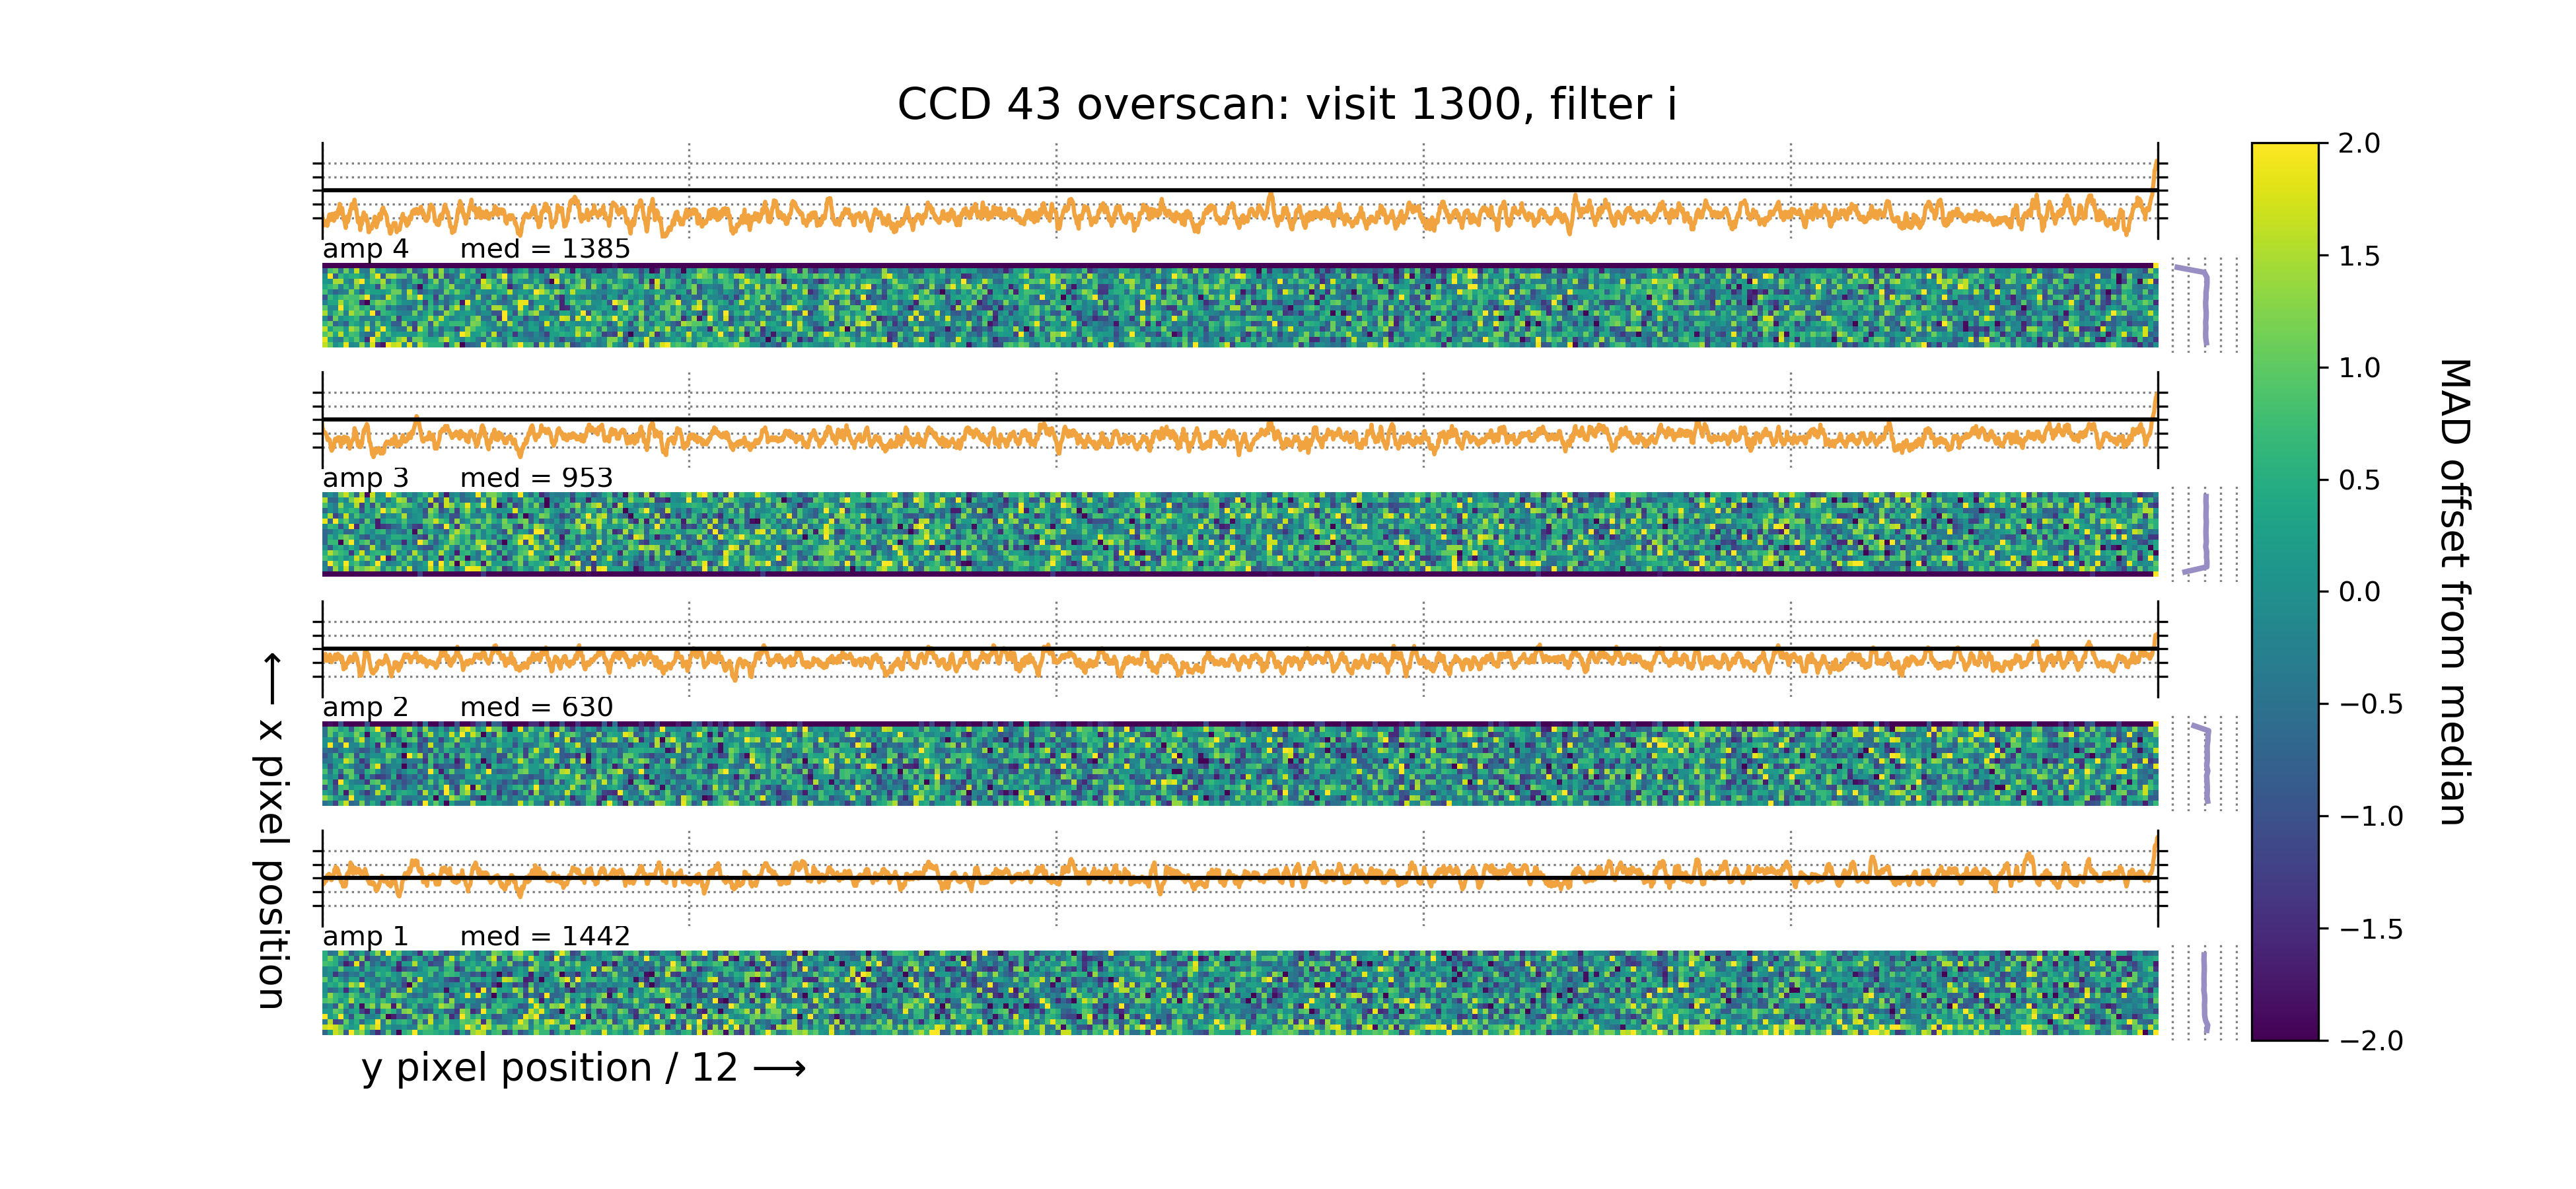 CCD 43 overscan: visit 1300, filter i
amp 4 med = 1385
amp 3 med = 953
amp 2 med = 630
amp 1 med = 1442
x pixel position ⟶
y pixel position / 12 ⟶
2.0
1.5
1.0
0.5
0.0
−0.5
−1.0
−1.5
−2.0
MAD offset from median